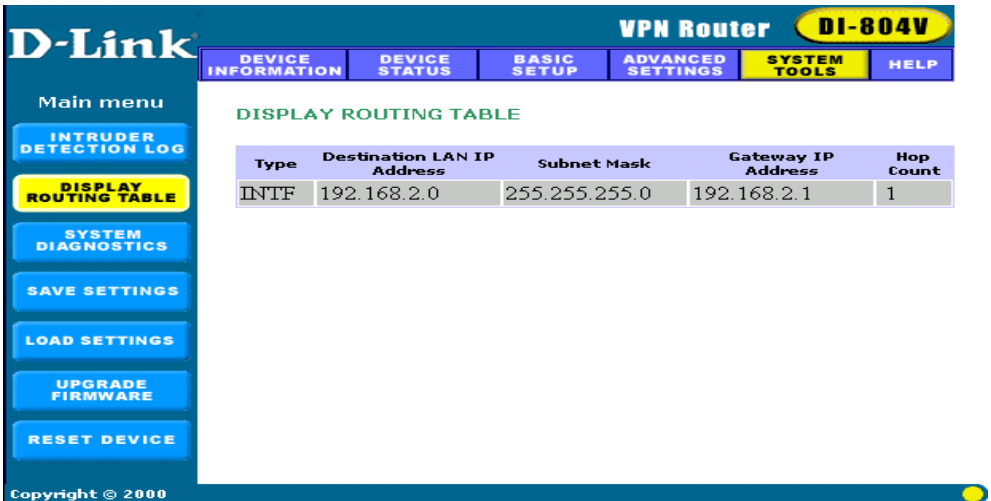 D-Link
VPN Router DI-804V
DEVICE
INFORMATION
DEVICE
STATUS
BASIC
SETUP
ADVANCED
SETTINGS
SYSTEM
TOOLS
HELP
Main menu
INTRUDER
DETECTION LOG
DISPLAY
ROUTING TABLE
SYSTEM
DIAGNOSTICS
SAVE SETTINGS
LOAD SETTINGS
UPGRADE
FIRMWARE
RESET DEVICE
DISPLAY ROUTING TABLE
Type
Destination LAN IP
Address
Subnet Mask
Gateway IP
Address
Hop
Count
INTF 192.168.2.0 255.255.255.0 192.168.2.1 1
Copyright © 2000